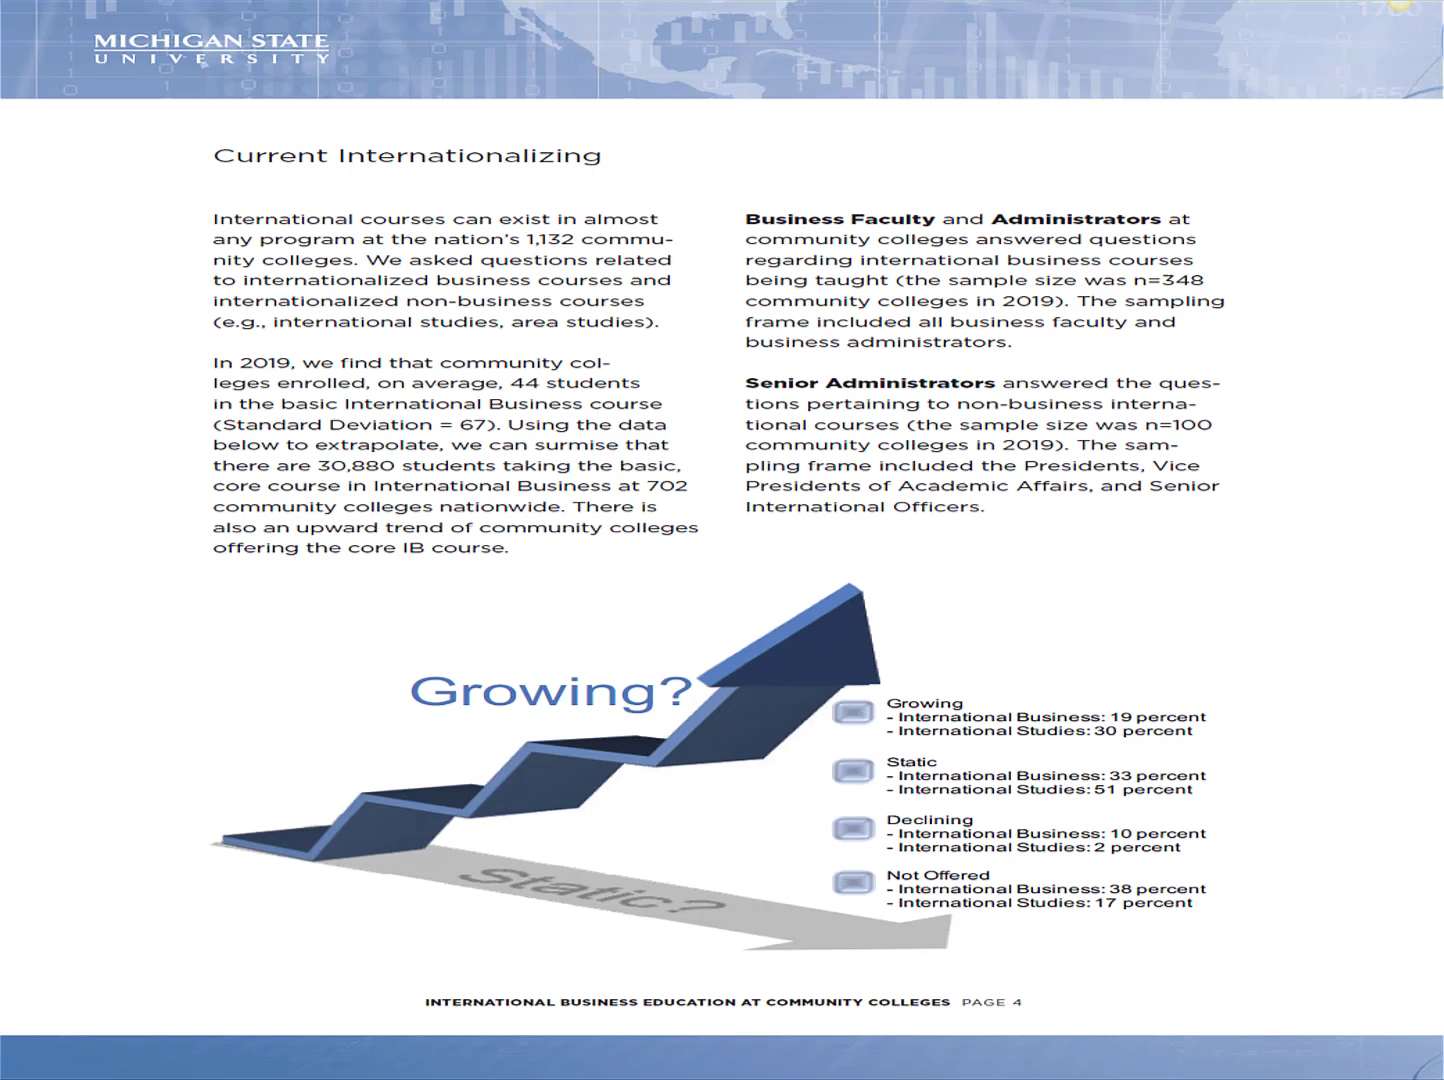 MICHIGAN STATE
UNIVERSITY
Current Internationalizing
International courses can exist in almost
any program at the nation's 1,132 commu-
nity colleges. We asked questions related
to internationalized business courses and
internationalized non-business courses
(e.g., international studies, area studies).
In 2019, we find that community col-
leges enrolled, on average, 44 students
in the basic International Business course
(Standard Deviation = 67). Using the data
below to extrapolate, we can surmise that
there are 30,880 students taking the basic,
core course in International Business at 702
community colleges nationwide. There is
also an upward trend of community colleges
offering the core IB course.
Business Faculty and Administrators at
community colleges answered questions
regarding international business courses
being taught (the sample size was n=348
community colleges in 2019). The sampling
frame included all business faculty and
business administrators.
Senior Administrators answered the ques-
tions pertaining to non-business interna-
tional courses (the sample size was n=100
community colleges in 2019). The sam-
pling frame included the Presidents, Vice
Presidents of Academic Affairs, and Senior
International Officers.
Growing?
Static?
Growing
- International Business: 19 percent
- International Studies: 30 percent
Static
- International Business: 33 percent
- International Studies: 51 percent
Declining
- International Business: 10 percent
- International Studies: 2 percent
Not Offered
- International Business: 38 percent
- International Studies: 17 percent
INTERNATIONAL BUSINESS EDUCATION AT COMMUNITY COLLEGES PAGE 4